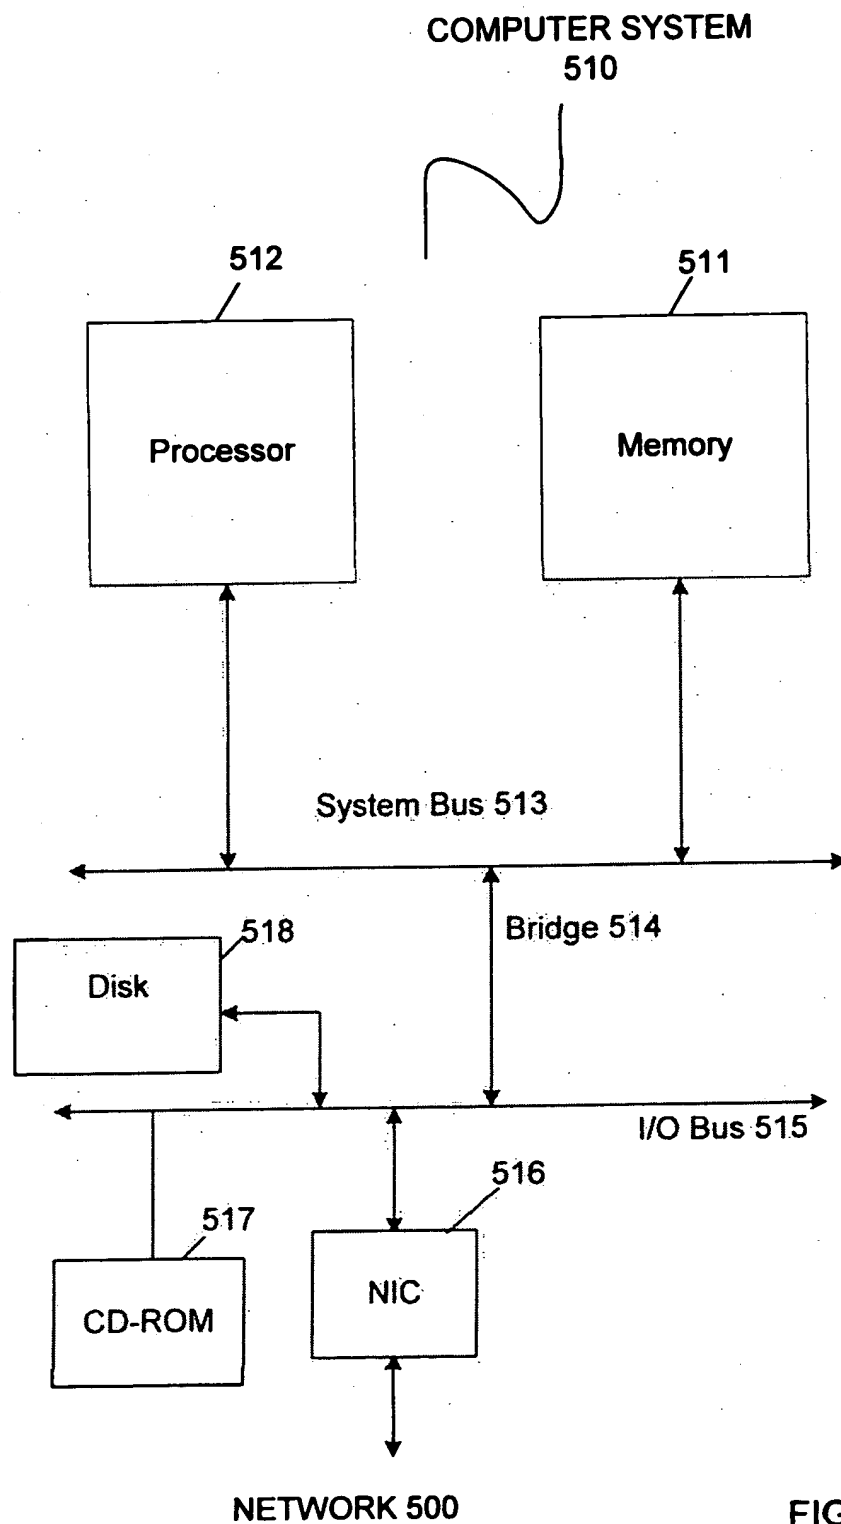 COMPUTER SYSTEM
510
512
511
Processor
Memory
System Bus 513
518
Bridge 514
Disk
I/O Bus 515
516
517
NIC
CD-ROM
NETWORK 500
FIG